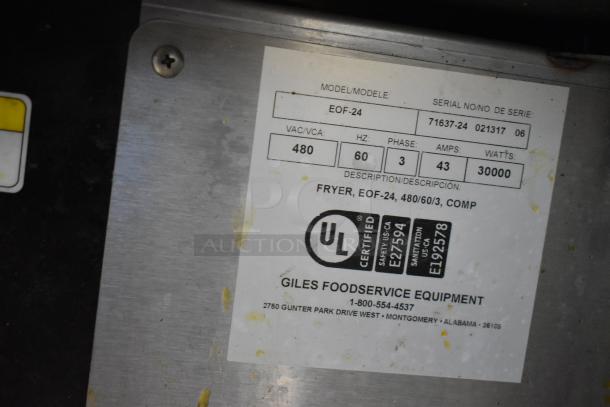 MODEL/MODELE: SERIAL NO/NO. DE SERIE:
EOF-24 71637-24 021317 06
VAC/VCA: HZ: PHASE: AMPS: WATTS:
480 60 3 43 30000
DESCRIPTION/DESCRIPCIÓN:
FRYER, EOF-24, 480/60/3, COMP
UL
CERTIFIED
SAFETY US-CA
E27594
SANITATION
US-CA
E192578
PCI
AUCTION
GILES FOODSERVICE EQUIPMENT
1-800-554-4537
2750 GUNTER PARK DRIVE WEST • MONTGOMERY • ALABAMA • 36109